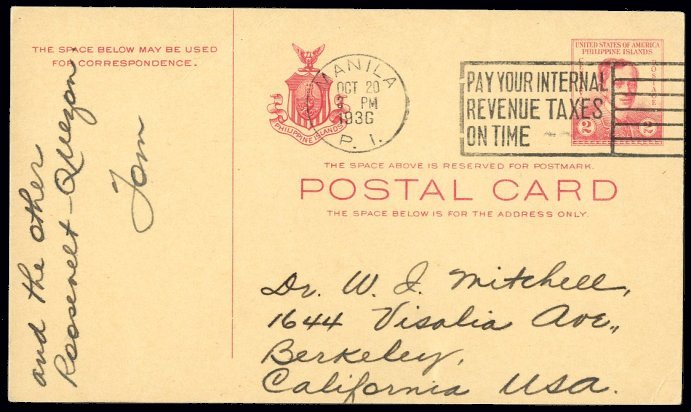 THE SPACE BELOW MAY BE USED
FOR CORRESPONDENCE.
and the other
Roosevelt-Quezon.
Tom
PHILIPPINE ISLANDS
MANILA
OCT 20
3 PM
1936
P. I.
PAY YOUR INTERNAL
REVENUE TAXES
ON TIME
UNITED STATES OF AMERICA
PHILIPPINE ISLANDS
POSTAGE
2 2
THE SPACE ABOVE IS RESERVED FOR POSTMARK.
POSTAL CARD
THE SPACE BELOW IS FOR THE ADDRESS ONLY.
Dr. W. J. Mitchell,
1644 Visalia Ave.,
Berkeley,
California USA.